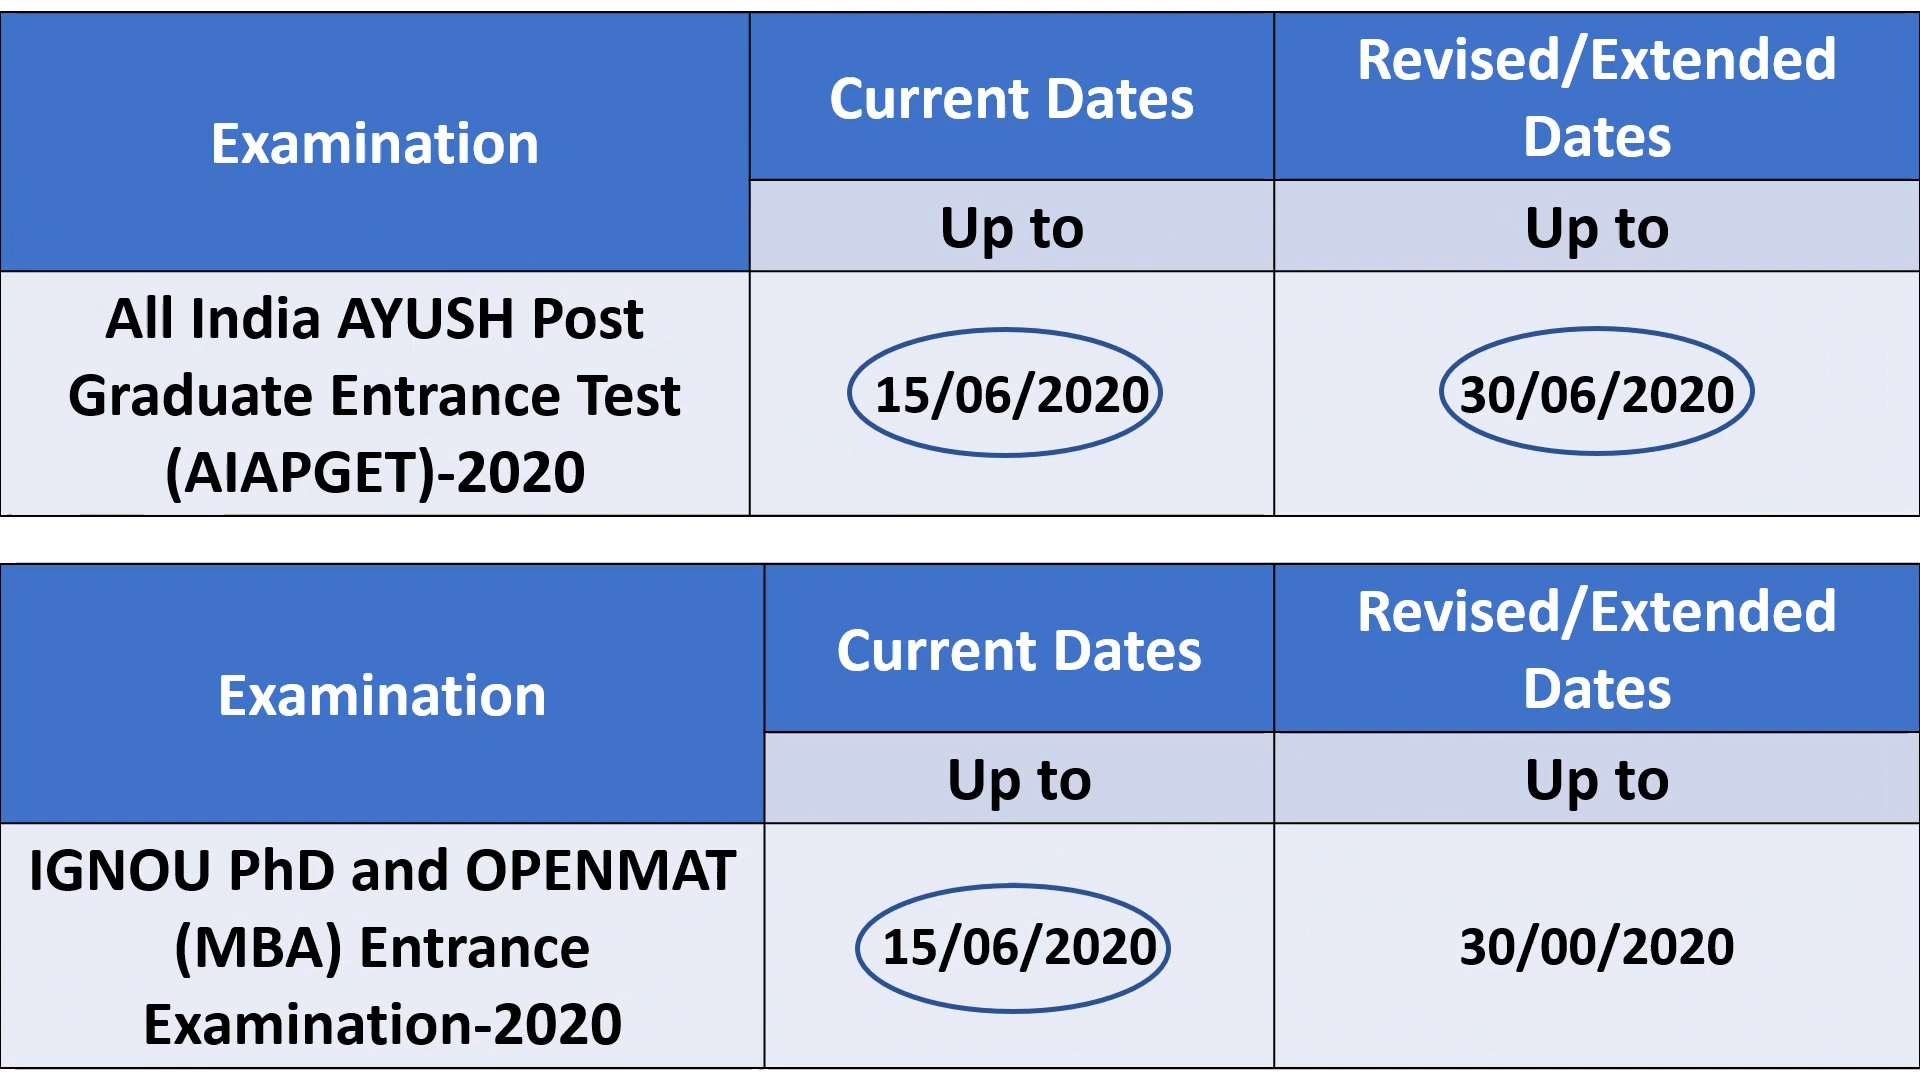 Examination
Current Dates
Revised/Extended
Dates
Up to
Up to
All India AYUSH Post
Graduate Entrance Test
(AIAPGET)-2020
15/06/2020
30/06/2020
Examination
Current Dates
Revised/Extended
Dates
Up to
Up to
IGNOU PhD and OPENMAT
(MBA) Entrance
Examination-2020
15/06/2020
30/00/2020